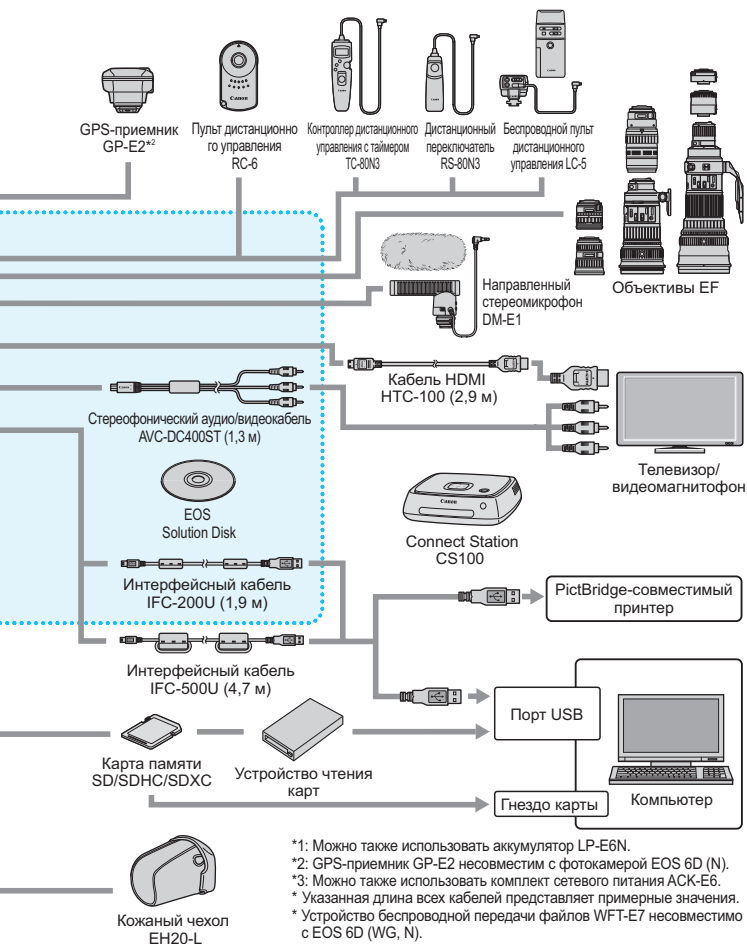 Canon
GPS-приемник
GP-E2*2
Пульт дистанционно
го управления
RC-6
Контроллер дистанционного
управления с таймером
TC-80N3
Дистанционный
переключатель
RS-80N3
Беспроводной пульт
дистанционного
управления LC-5
Направленный
стереомикрофон
DM-E1
Объективы EF
Кабель HDMI
HTC-100 (2,9 м)
Стереофонический аудио/видеокабель
AVC-DC400ST (1,3 м)
Телевизор/
видеомагнитофон
EOS
Solution Disk
Canon
Connect Station
CS100
Интерфейсный кабель
IFC-200U (1,9 м)
PictBridge-совместимый
принтер
Интерфейсный кабель
IFC-500U (4,7 м)
Порт USB
Карта памяти
SD/SDHC/SDXC
Устройство чтения
карт
Гнездо карты
Компьютер
*1: Можно также использовать аккумулятор LP-E6N.
*2: GPS-приемник GP-E2 несовместим с фотокамерой EOS 6D (N).
*3: Можно также использовать комплект сетевого питания ACK-E6.
* Указанная длина всех кабелей представляет примерные значения.
* Устройство беспроводной передачи файлов WFT-E7 несовместимо
с EOS 6D (WG, N).
Кожаный чехол
EH20-L